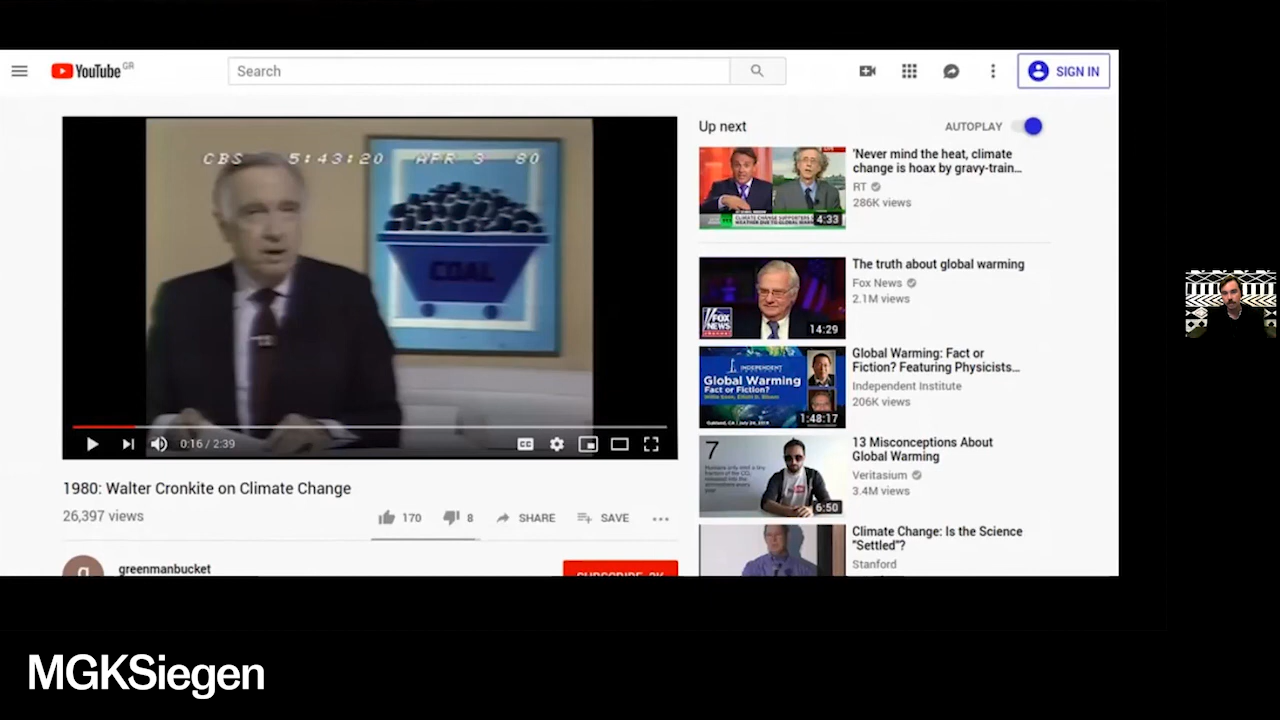 YouTube GR
Search
SIGN IN
CBS 5:43:20 APR 3 80
COAL
0:16 / 2:39
CC
1980: Walter Cronkite on Climate Change
26,397 views
170
8
SHARE
SAVE
greenmanbucket
Up next
AUTOPLAY
4:33
'Never mind the heat, climate
change is hoax by gravy-train...
RT
286K views
FOX
NEWS
channel
14:29
The truth about global warming
Fox News
2.1M views
INDEPENDENT
Global Warming
Fact or Fiction?
1:48:17
Global Warming: Fact or
Fiction? Featuring Physicists...
Independent Institute
206K views
7
6:50
13 Misconceptions About
Global Warming
Veritasium
3.4M views
Climate Change: Is the Science
"Settled"?
Stanford
MGKSiegen